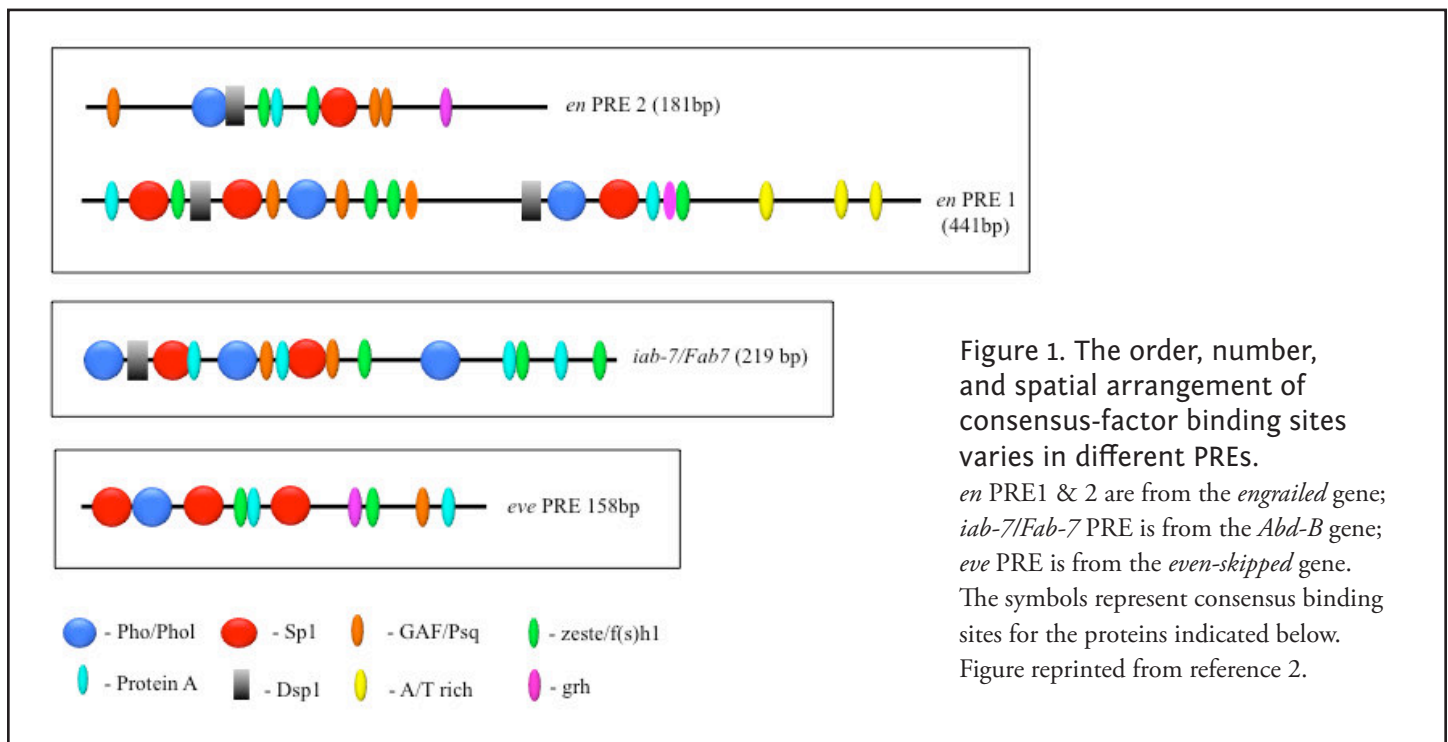 en PRE 2 (181bp)
en PRE 1
(441bp)
iab-7/Fab7 (219 bp)
eve PRE 158bp
- Pho/Phol
- Sp1
- GAF/Psq
- zeste/f(s)h1
- Protein A
- Dsp1
- A/T rich
- grh
Figure 1. The order, number,
and spatial arrangement of
consensus-factor binding sites
varies in different PREs.
en PRE1 & 2 are from the engrailed gene;
iab-7/Fab-7 PRE is from the Abd-B gene;
eve PRE is from the even-skipped gene.
The symbols represent consensus binding
sites for the proteins indicated below.
Figure reprinted from reference 2.